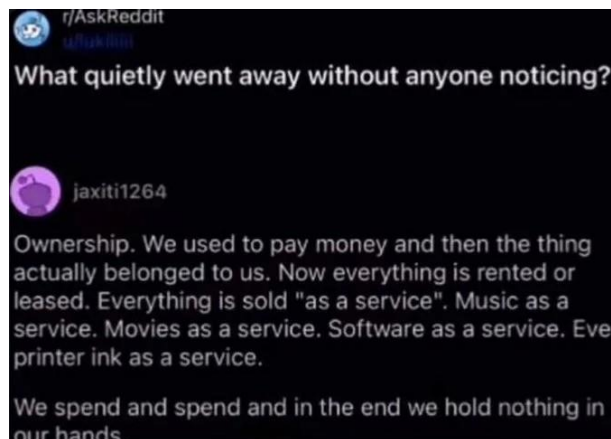 r/AskReddit
What quietly went away without anyone noticing?
jaxiti1264
Ownership. We used to pay money and then the thing
actually belonged to us. Now everything is rented or
leased. Everything is sold "as a service". Music as a
service. Movies as a service. Software as a service. Eve
printer ink as a service.
We spend and spend and in the end we hold nothing in
our hands